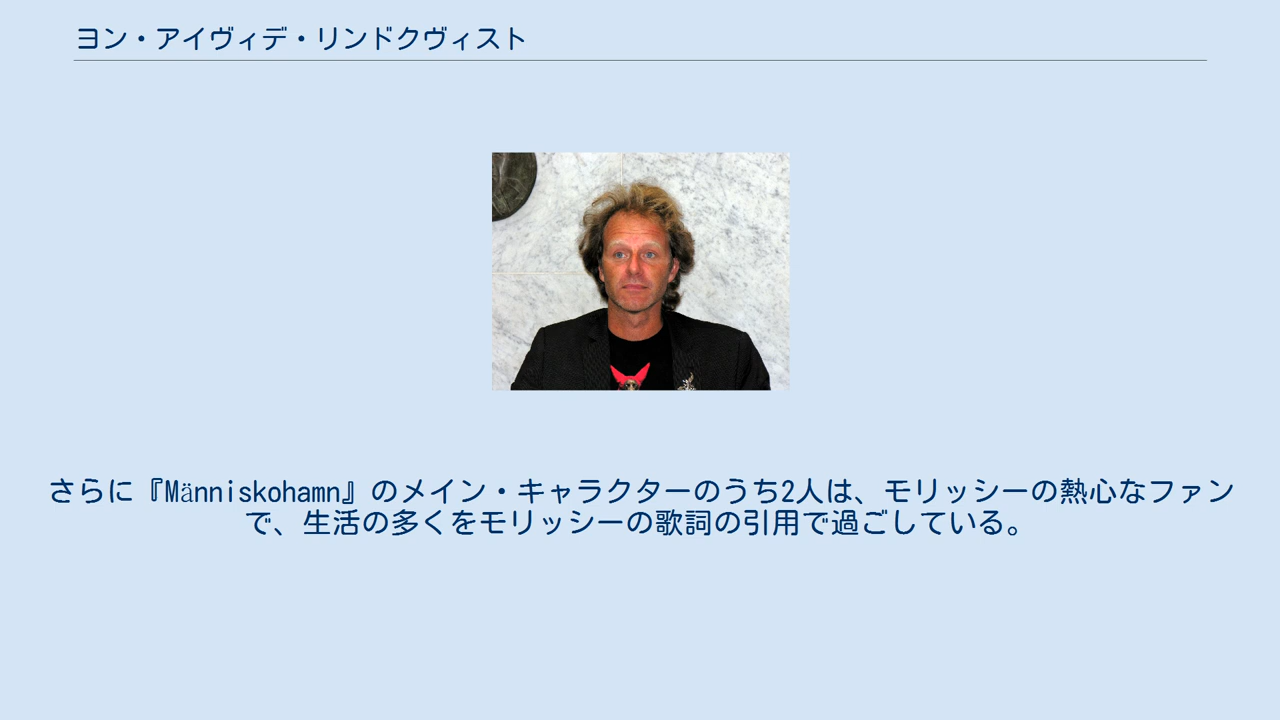 ヨン・アイヴィデ・リンドクヴィスト
さらに『Människohamn』のメイン・キャラクターのうち2人は、モリッシーの熱心なファン
で、生活の多くをモリッシーの歌詞の引用で過ごしている。